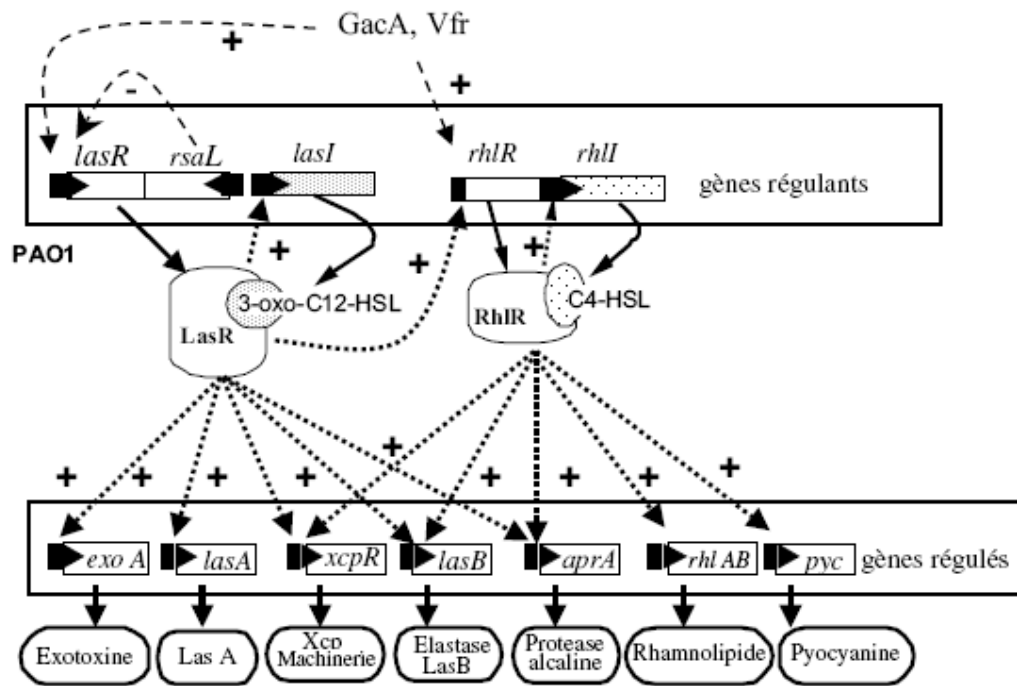 GacA, Vfr
+
+
-
lasR
rsaL
lasI
rhlR
rhlI
gènes régulants
PAO1
+
+
+
3-oxo-C12-HSL
C4-HSL
LasR
RhlR
+
+ + + + + + +
exo A
lasA
xcpR
lasB
aprA
rhl AB
pyc
gènes régulés
Exotoxine
Las A
Xcp
Machinerie
Elastase
LasB
Protease
alcaline
Rhamnolipide
Pyocyanine